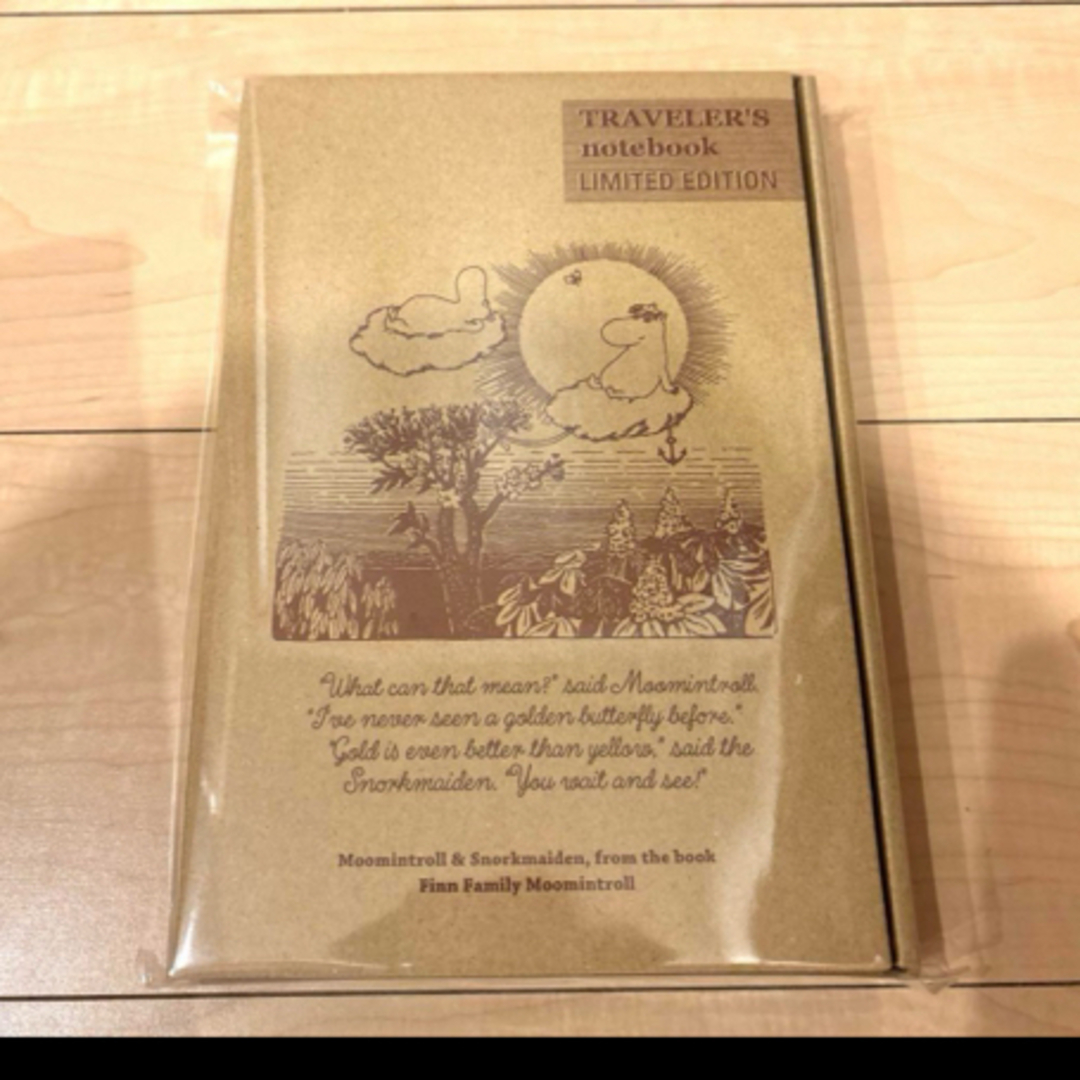 TRAVELER'S
notebook
LIMITED EDITION
"What can that mean?" said Moomintroll.
"I've never seen a golden butterfly before."
"Gold is even better than yellow," said the
Snorkmaiden. "You wait and see!"
Moomintroll & Snorkmaiden, from the book
Finn Family Moomintroll